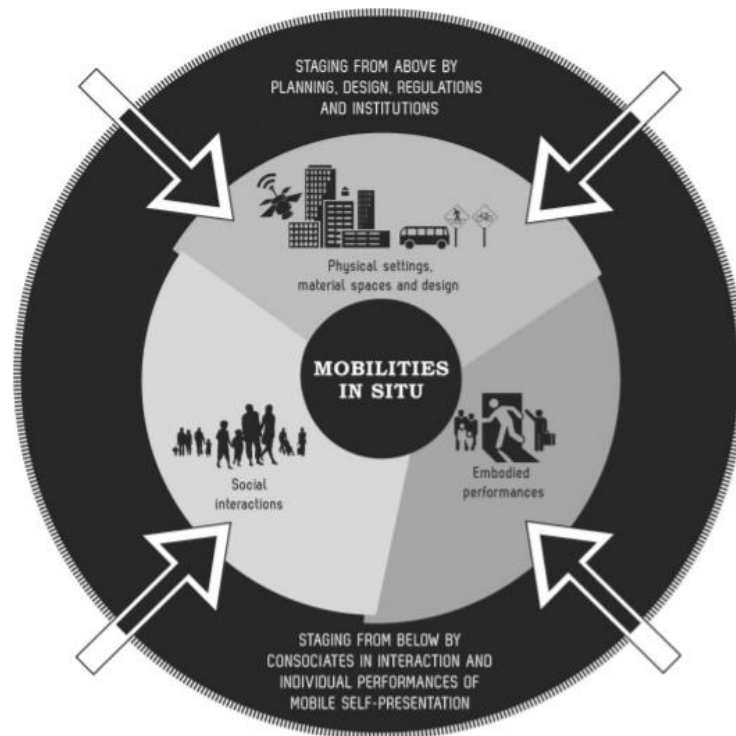 STAGING FROM ABOVE BY
PLANNING, DESIGN, REGULATIONS
AND INSTITUTIONS
Physical settings,
material spaces and design
MOBILITIES
IN SITU
Social
interactions
Embodied
performances
STAGING FROM BELOW BY
CONSOCIATES IN INTERACTION AND
INDIVIDUAL PERFORMANCES OF
MOBILE SELF-PRESENTATION